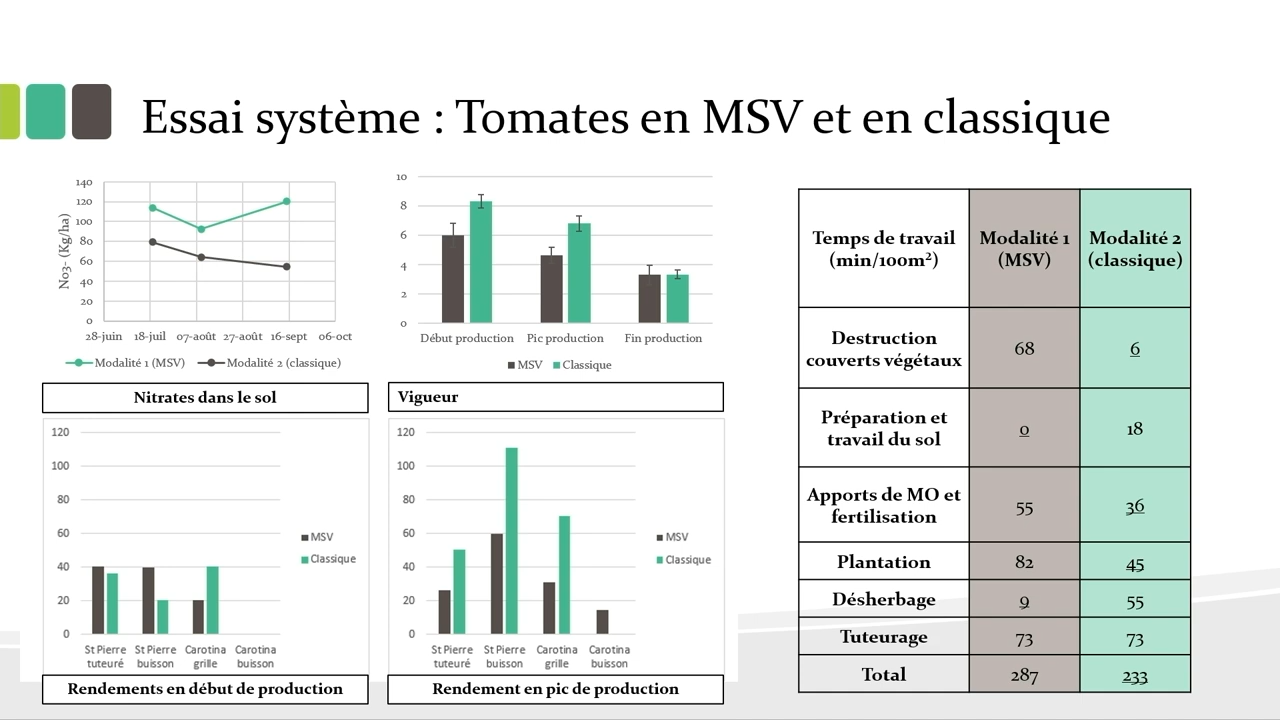 Essai système : Tomates en MSV et en classique
140
120
100
80
60
40
20
0
No3- (Kg/ha)
28-juin 18-juil 07-août 27-août 16-sept 06-oct
Modalité 1 (MSV) Modalité 2 (classique)
Nitrates dans le sol
10
8
6
4
2
0
Début production Pic production Fin production
MSV Classique
Vigueur
120
100
80
60
40
20
0
St Pierre St Pierre Carotina Carotina
tuteuré buisson grille buisson
MSV
Classique
Rendements en début de production
120
100
80
60
40
20
0
St Pierre St Pierre Carotina Carotina
tuteuré buisson grille buisson
MSV
Classique
Rendement en pic de production
Temps de travail Modalité 1 Modalité 2
(min/100m²) (MSV) (classique)
Destruction
couverts végétaux 68 6
Préparation et
travail du sol 0 18
Apports de MO et
fertilisation 55 36
Plantation 82 45
Désherbage 9 55
Tuteurage 73 73
Total 287 233